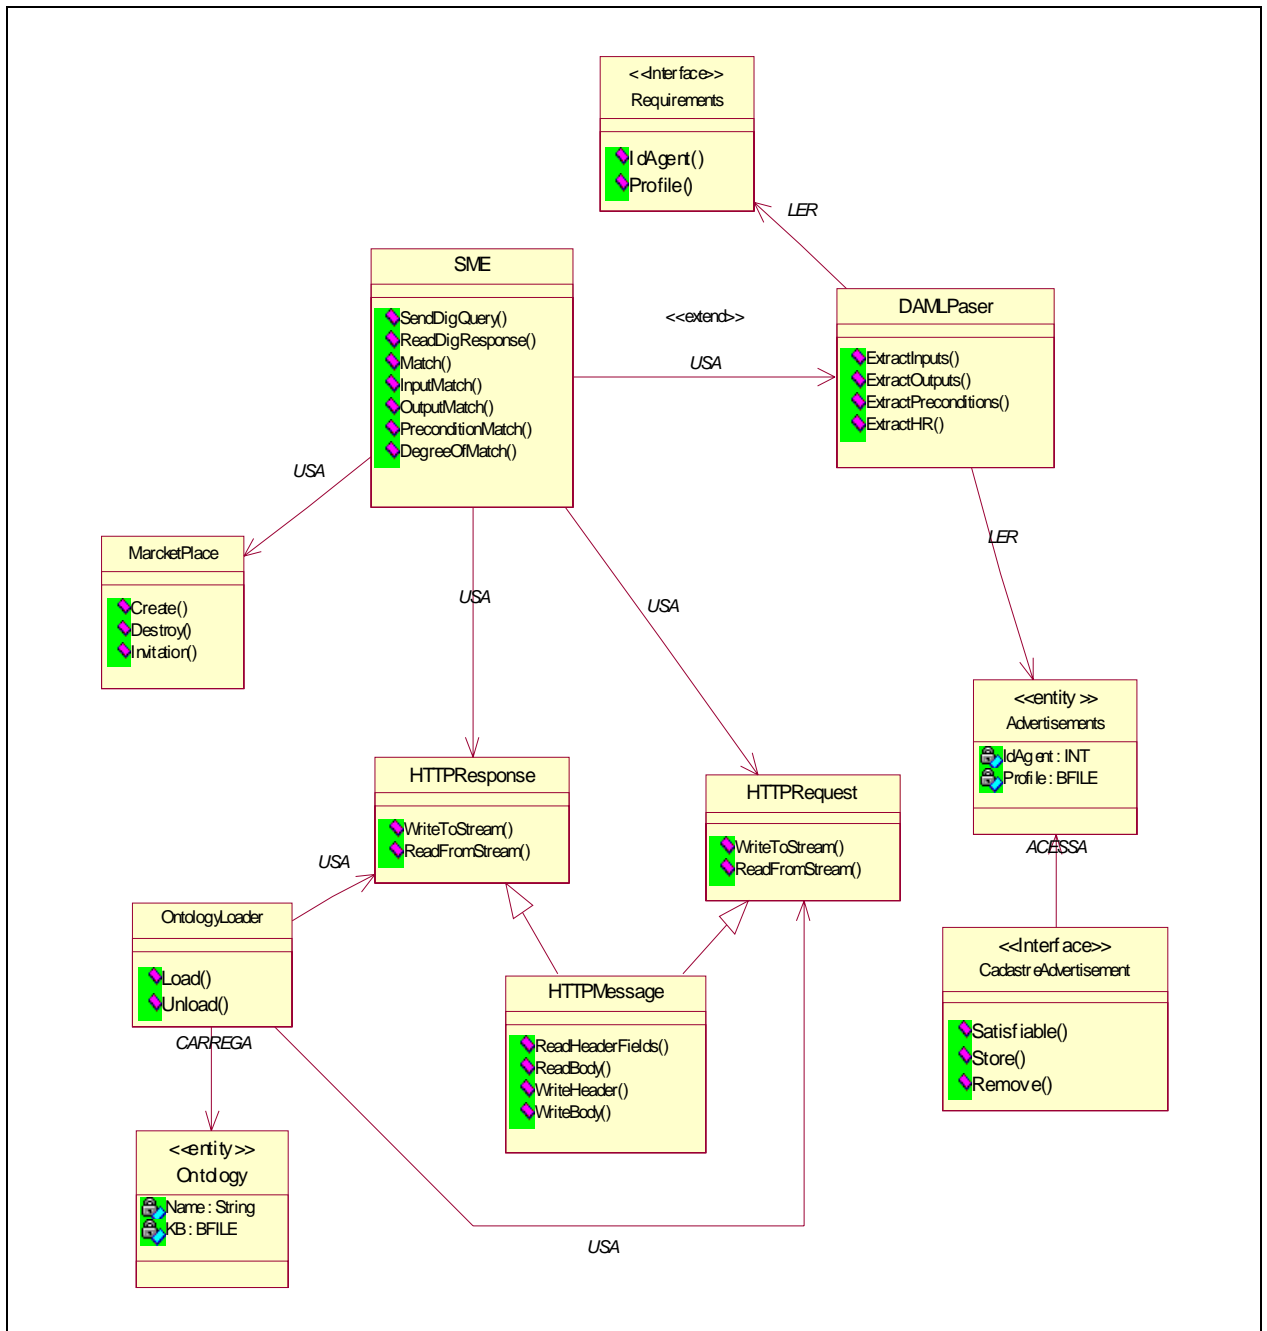 <<Interface>>
Requirements
IdAgent()
Profile()
LER
SME
SendDigQuery()
ReadDigResponse()
Match()
InputMatch()
OutputMatch()
PreconditionMatch()
DegreeOfMatch()
<<extend>>
USA
DAMLPaser
ExtractInputs()
ExtractOutputs()
ExtractPreconditions()
ExtractHR()
USA
MarcketPlace
Create()
Destroy()
Invitation()
USA
USA
LER
<<entity >>
Advertisements
IdAgent : INT
Profile : BFILE
HTTPResponse
WriteToStream()
ReadFromStream()
HTTPRequest
WriteToStream()
ReadFromStream()
ACESSA
USA
OntologyLoader
Load()
Unload()
<<Interface>>
CadastreAdvertisement
Satisfiable()
Store()
Remove()
HTTPMessage
ReadHeaderFields()
ReadBody()
WriteHeader()
WriteBody()
CARREGA
<<entity>>
Ontology
Name : String
KB : BFILE
USA